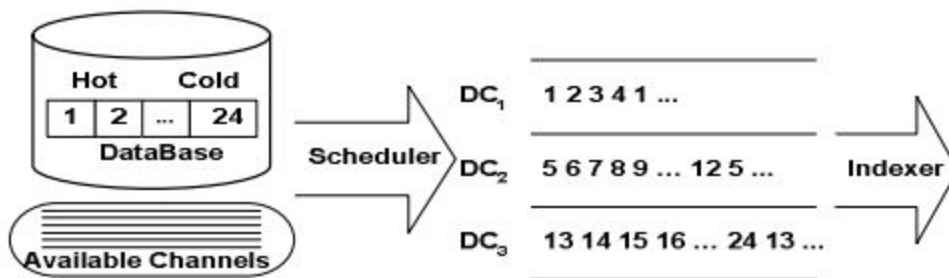 Hot Cold
1 2 ... 24
DataBase
Available Channels
Scheduler
DC1 1 2 3 4 1 ...
DC2 5 6 7 8 9 ... 12 5 ...
DC3 13 14 15 16 ... 24 13 ...
Indexer